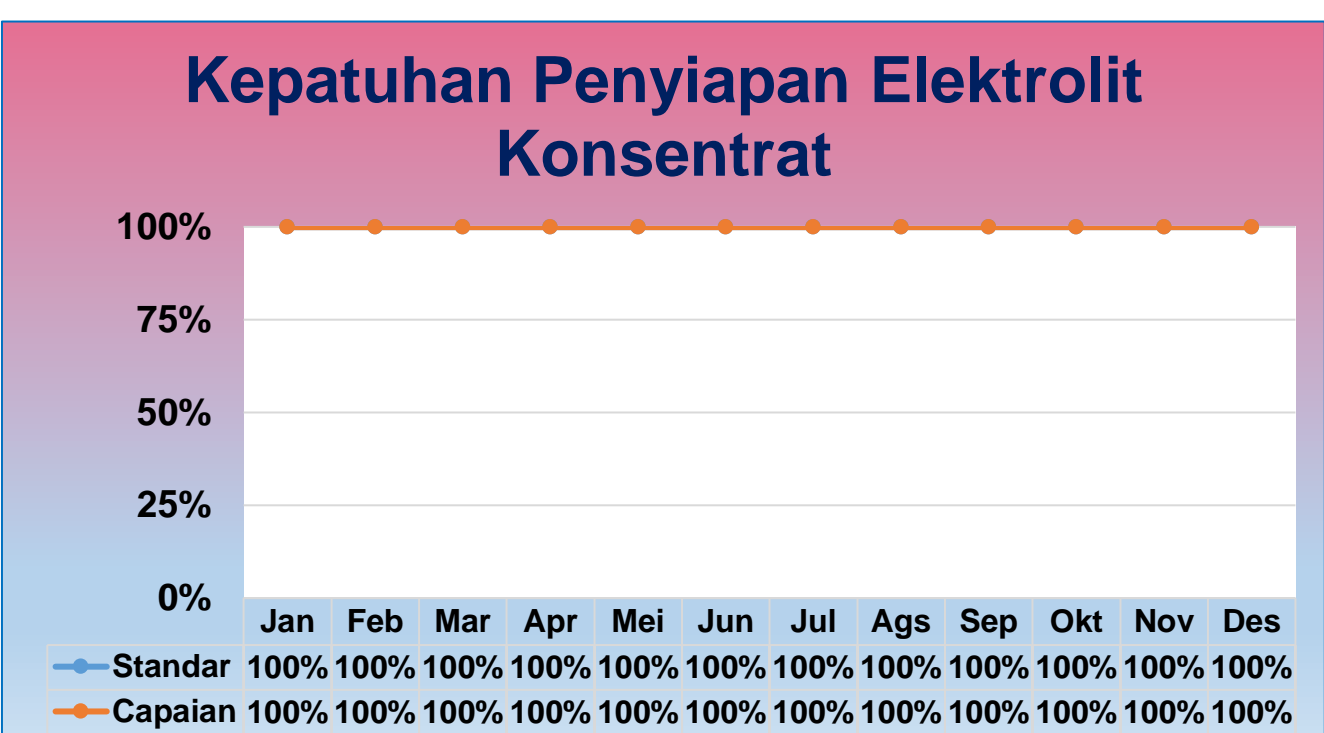 Kepatuhan Penyiapan Elektrolit
Konsentrat
100%
75%
50%
25%
0%
Jan Feb Mar Apr Mei Jun Jul Ags Sep Okt Nov Des
Standar 100% 100% 100% 100% 100% 100% 100% 100% 100% 100% 100% 100%
Capaian 100% 100% 100% 100% 100% 100% 100% 100% 100% 100% 100% 100%